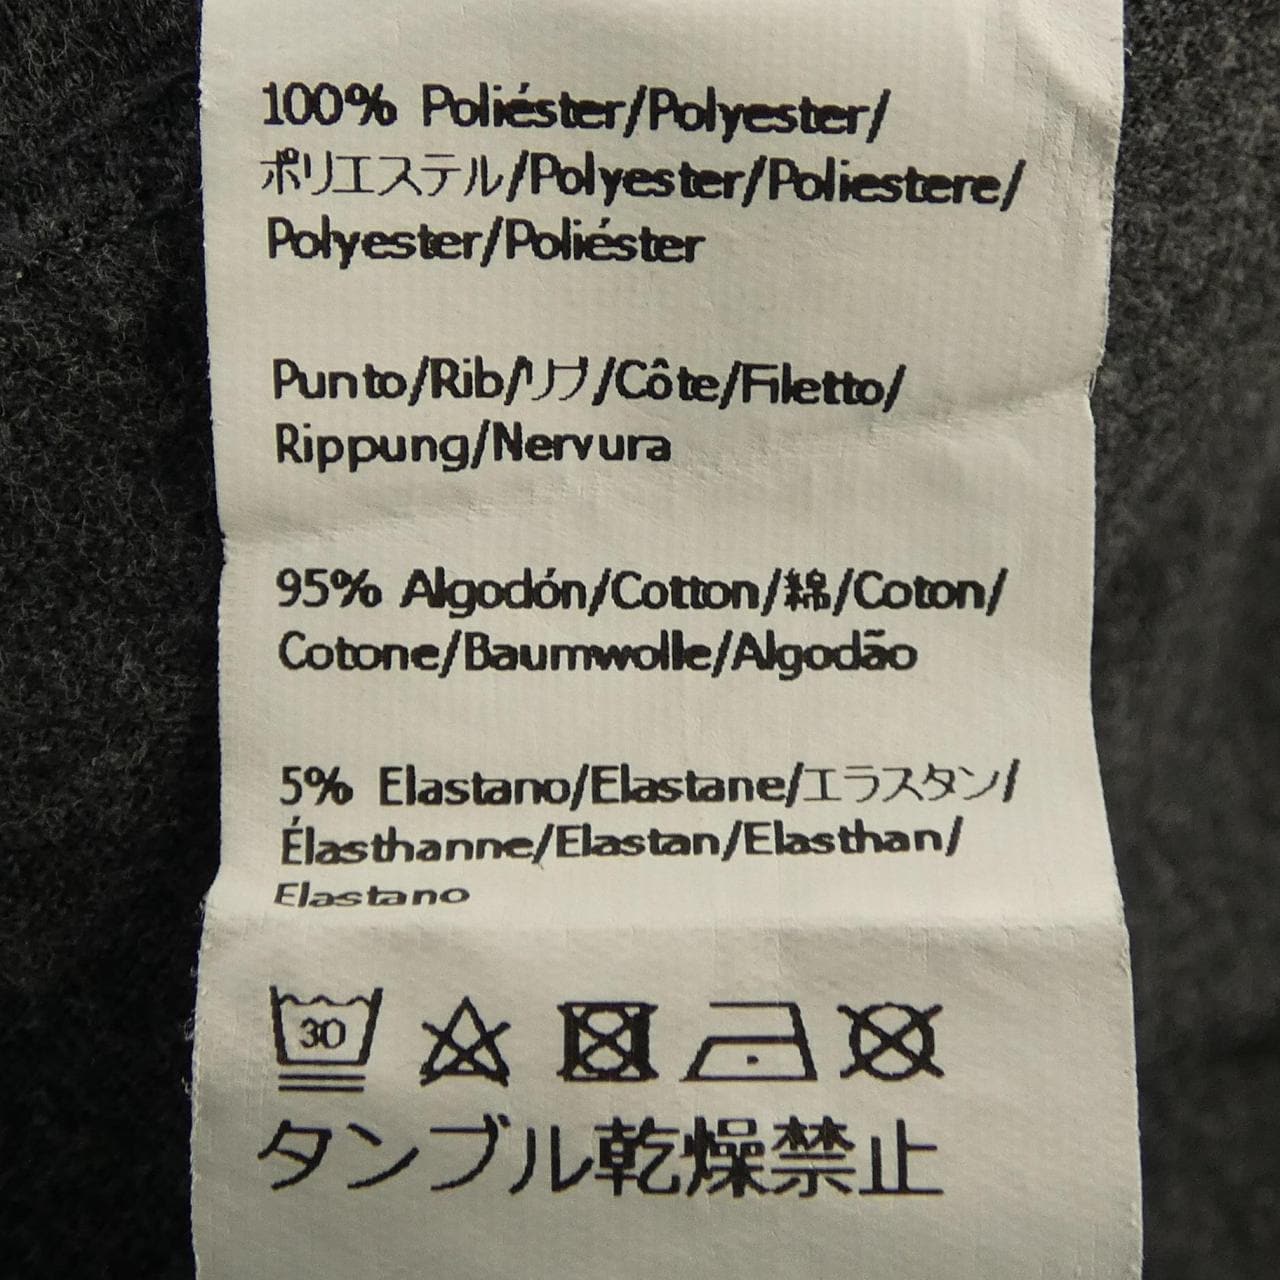 100% Poliéster/Polyester/
ポリエステル/Polyester/Poliestere/
Polyester/Poliéster
Punto/Rib/リブ/Côte/Filetto/
Rippung/Nervura
95% Algodón/Cotton/綿/Coton/
Cotone/Baumwolle/Algodão
5% Elastano/Elastane/エラスタン/
Élasthanne/Elastan/Elasthan/
Elastano
30
タンブル乾燥禁止